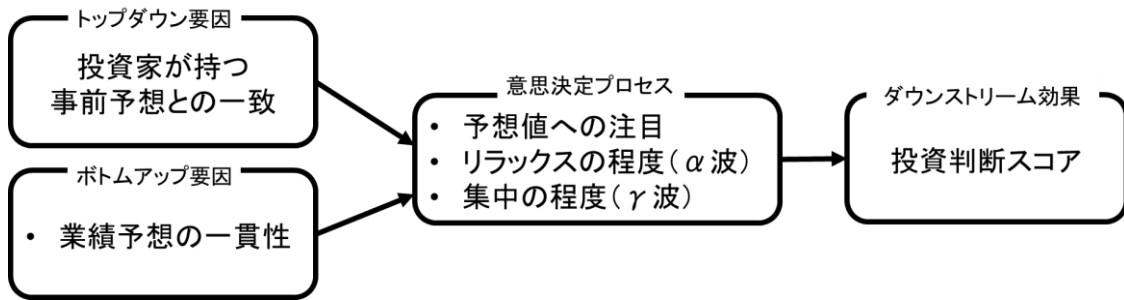 トップダウン要因
投資家が持つ
事前予想との一致
ボトムアップ要因
• 業績予想の一貫性
意思決定プロセス
• 予想値への注目
• リラックスの程度(α波)
• 集中の程度(γ波)
ダウンストリーム効果
投資判断スコア